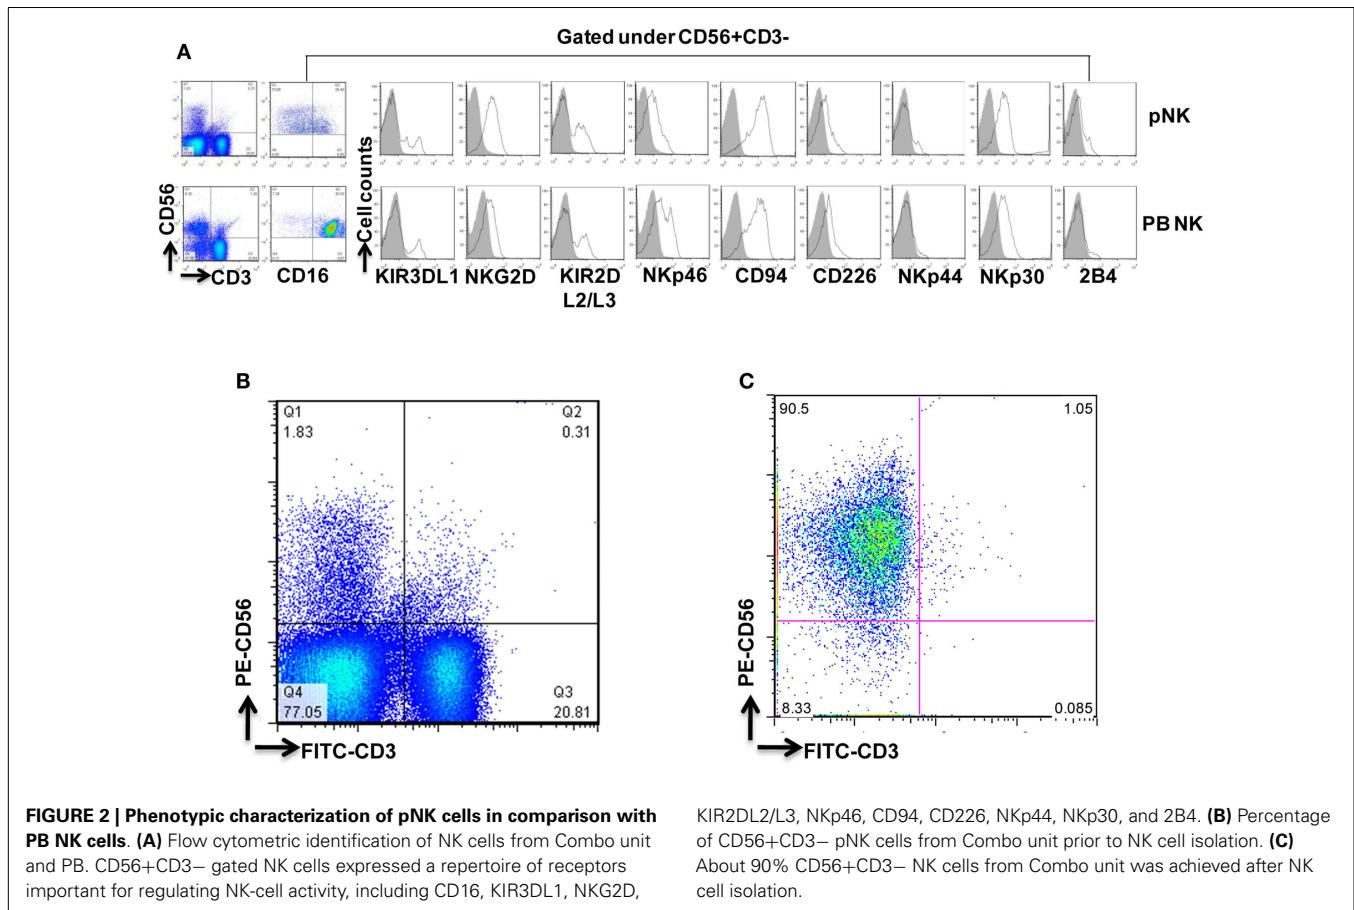 Gated under CD56+CD3-
A
pNK
PB NK
CD56
CD3
CD16
Cell counts
KIR3DL1
NKG2D
KIR2D
L2/L3
NKp46
CD94
CD226
NKp44
NKp30
2B4
B
Q1
1.83
Q2
0.31
Q4
77.05
Q3
20.81
PE-CD56
FITC-CD3
C
90.5
1.05
8.33
0.085
PE-CD56
FITC-CD3
FIGURE 2 | Phenotypic characterization of pNK cells in comparison with
PB NK cells. (A) Flow cytometric identification of NK cells from Combo unit
and PB. CD56+CD3− gated NK cells expressed a repertoire of receptors
important for regulating NK-cell activity, including CD16, KIR3DL1, NKG2D,
KIR2DL2/L3, NKp46, CD94, CD226, NKp44, NKp30, and 2B4. (B) Percentage
of CD56+CD3− pNK cells from Combo unit prior to NK cell isolation. (C)
About 90% CD56+CD3− NK cells from Combo unit was achieved after NK
cell isolation.